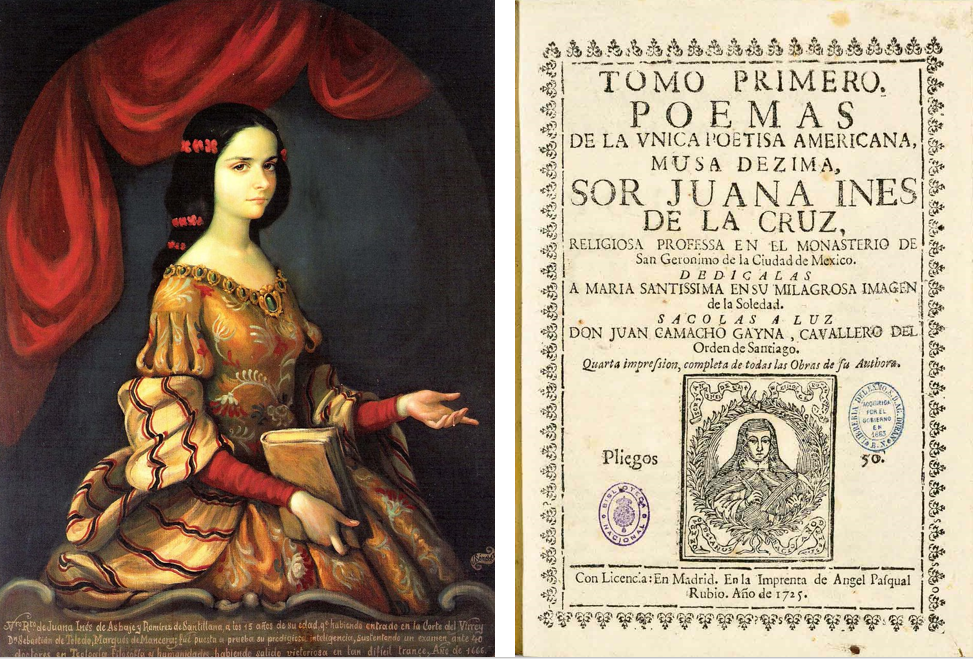 Vro. Rto. de Juana Inés de Asbaje y Ramírez de Santillana, a los 15 años de su edad, qe. habiendo entrado en la Corte del Virrey
Dn. Sebastián de Toledo, Marqués de Mancera, fué puesta a prueba su prodigiosa inteligencia, sustentando un examen, ante 40
doctores en Teología Filosofía y humanidades, habiendo salido victoriosa en tan difícil trance, Año de 1666.
TOMO PRIMERO.
POEMAS
DE LA VNICA POETISA AMERICANA,
MUSA DEZIMA,
SOR JUANA INES
DE LA CRUZ,
RELIGIOSA PROFESSA EN EL MONASTERIO DE
San Geronimo de la Ciudad de Mexico.
DEDICALAS
A MARIA SANTISSIMA EN SU MILAGROSA IMAGEN
de la Soledad.
SACOLAS A LUZ
DON JUAN CAMACHO GAYNA, CAVALLERO DEL
Orden de Santiago.
Quarta impreſsion, completa de todas las Obras de ſu Authora.
Pliegos
50.
ADQUIRIDA
POR EL
GOBIERNO
EN
1863
Con Licencia: En Madrid. En la Imprenta de Angel Paſqual
Rubio. Año de 1725.